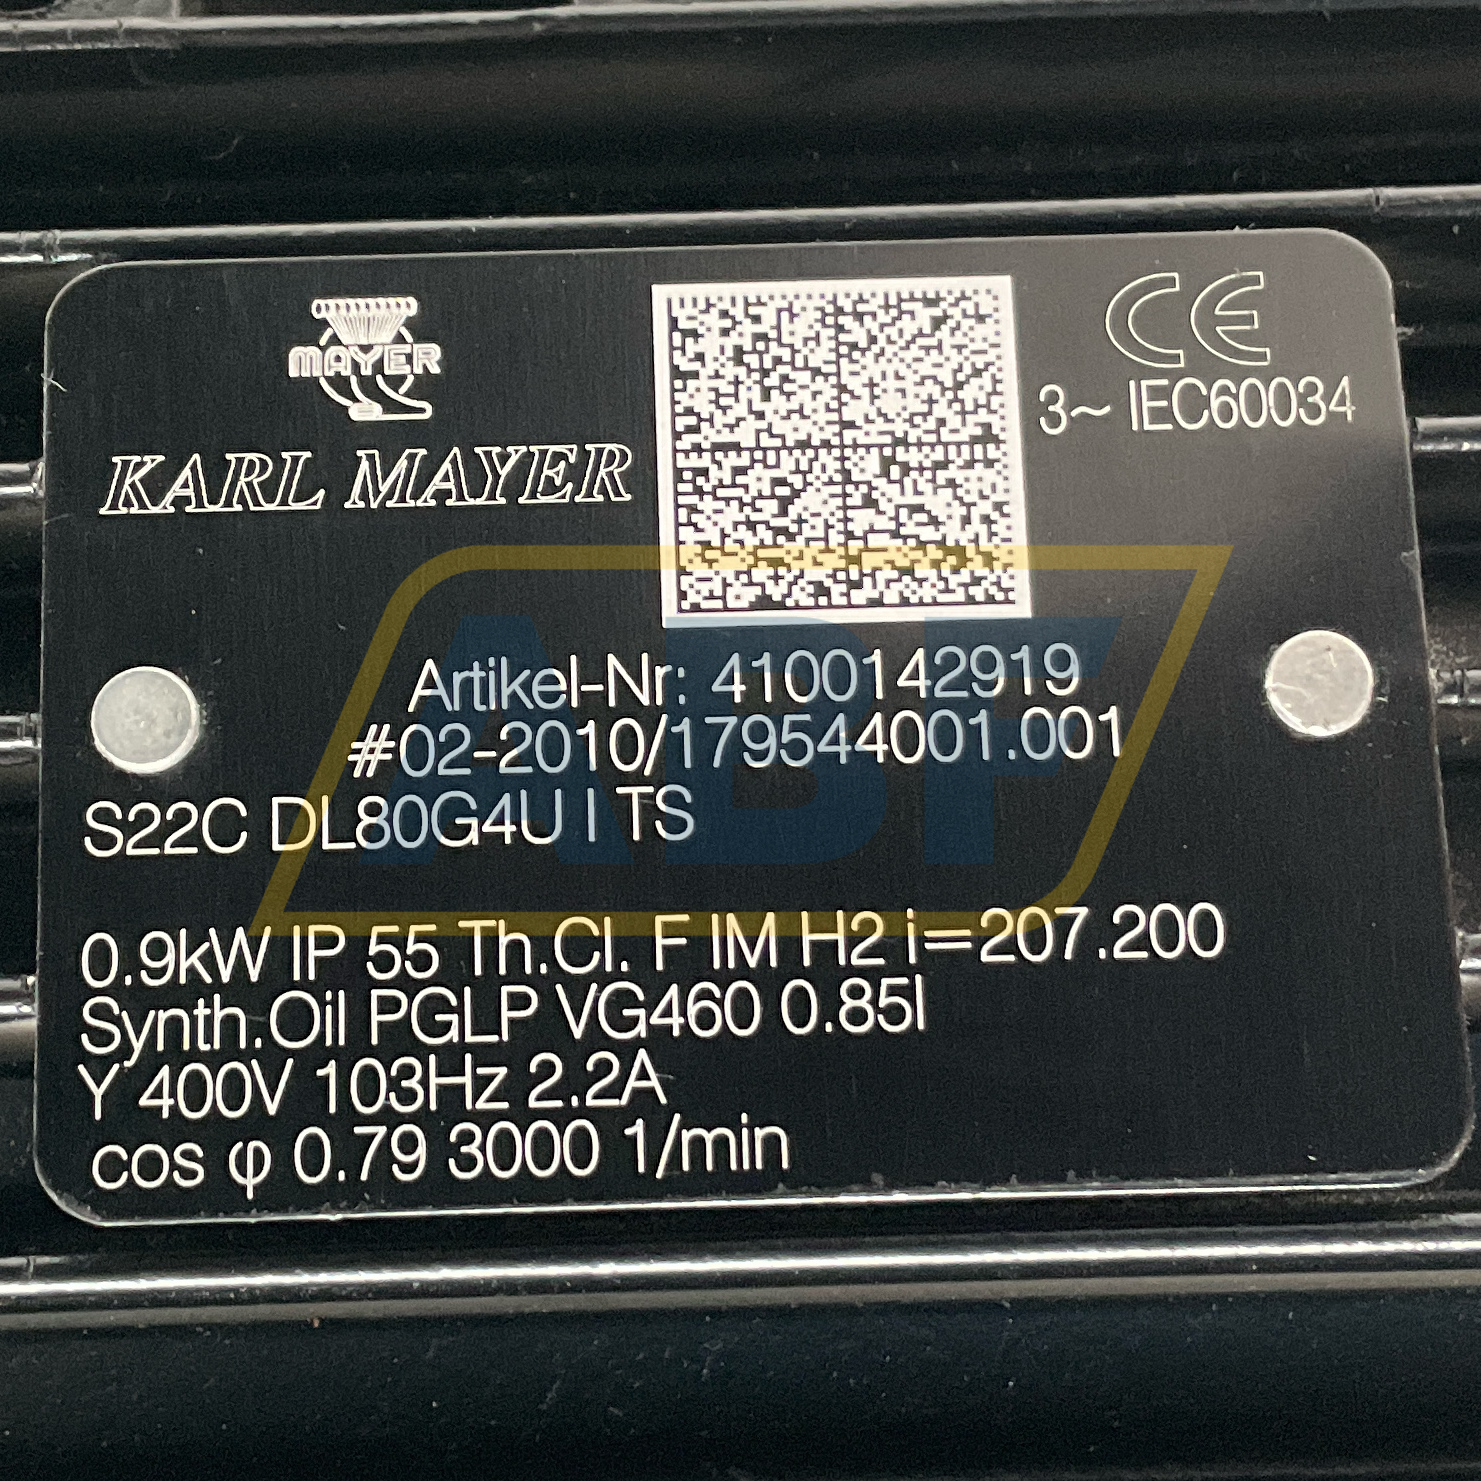 MAYER
KARL MAYER
CE
3~ IEC60034
ABF
Artikel-Nr: 4100142919
#02-2010/179544001.001
S22C DL80G4U I TS
0.9kW IP 55 Th.Cl. F IM H2 i=207.200
Synth.Oil PGLP VG460 0.85l
Y 400V 103Hz 2.2A
cos φ 0.79 3000 1/min